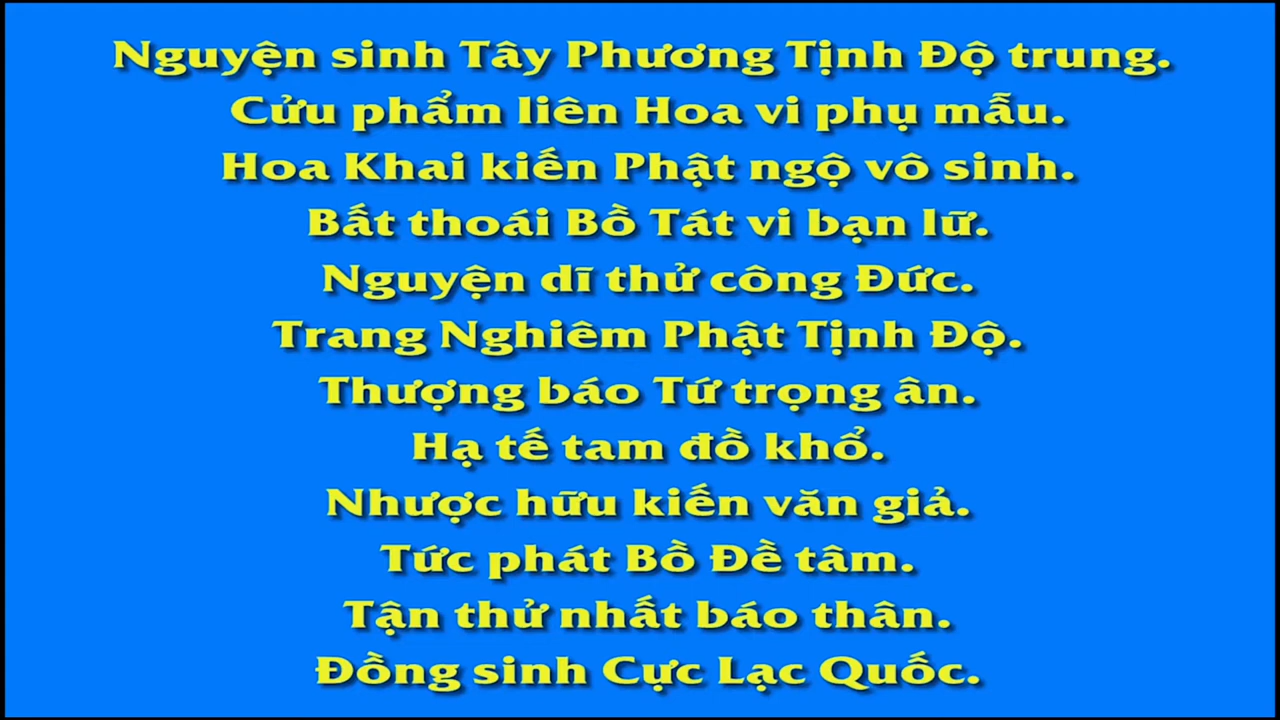 Nguyện sinh Tây Phương Tịnh Độ trung.
Cửu phẩm liên Hoa vi phụ mẫu.
Hoa Khai kiến Phật ngộ vô sinh.
Bất thoái Bồ Tát vi bạn lữ.
Nguyện dĩ thử công Đức.
Trang Nghiêm Phật Tịnh Độ.
Thượng báo Tứ trọng ân.
Hạ tế tam đồ khổ.
Nhược hữu kiến văn giả.
Tức phát Bồ Đề tâm.
Tận thử nhất báo thân.
Đồng sinh Cực Lạc Quốc.